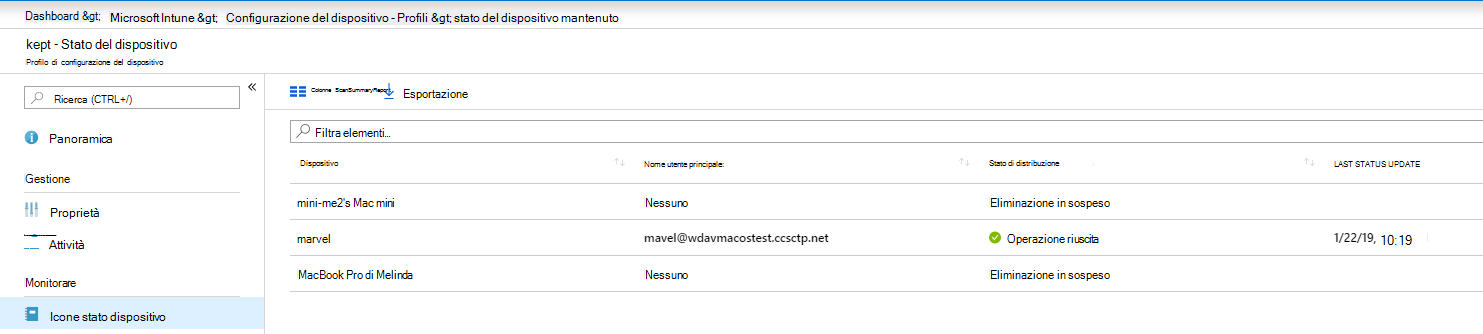 Dashboard &gt; Microsoft Intune &gt; Configurazione del dispositivo - Profili &gt; stato del dispositivo mantenuto
kept - Stato del dispositivo
Profilo di configurazione del dispositivo
«
Ricerca (CTRL+/)
Panoramica
Gestione
Proprietà
Attività
Monitorare
Icone stato dispositivo
Colonne ScanSummaryReport Esportazione
Filtra elementi...
Dispositivo Nome utente principale: Stato di distribuzione LAST STATUS UPDATE
mini-me2's Mac mini Nessuno Eliminazione in sospeso
marvel mavel@wdavmacostest.ccsctp.net Operazione riuscita 1/22/19, 10:19
MacBook Pro di Melinda Nessuno Eliminazione in sospeso